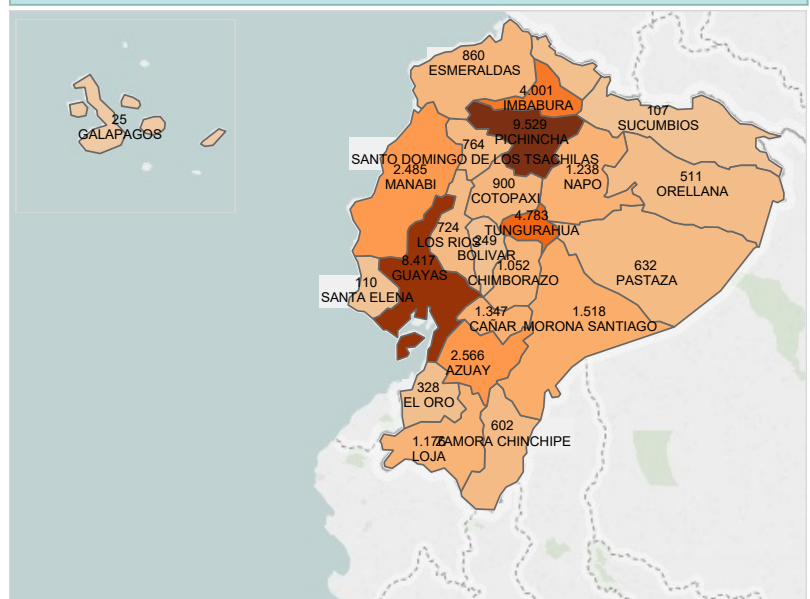 860
ESMERALDAS
4.001
IMBABURA
107
SUCUMBIOS
25
GALAPAGOS
9.529
PICHINCHA
764
SANTO DOMINGO DE LOS TSACHILAS
2.485
MANABI
1.238
NAPO
511
ORELLANA
900
COTOPAXI
4.783
TUNGURAHUA
724
LOS RIOS
249
BOLIVAR
8.417
GUAYAS
1.052
CHIMBORAZO
632
PASTAZA
110
SANTA ELENA
1.347
CAÑAR
1.518
MORONA SANTIAGO
2.566
AZUAY
328
EL ORO
602
ZAMORA CHINCHIPE
1.176
LOJA